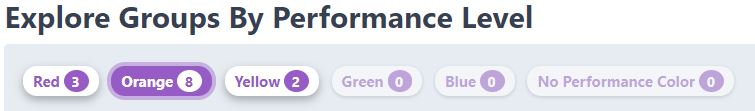 Explore Groups By Performance Level
Red 3 Orange 8 Yellow 2 Green 0 Blue 0 No Performance Color 0